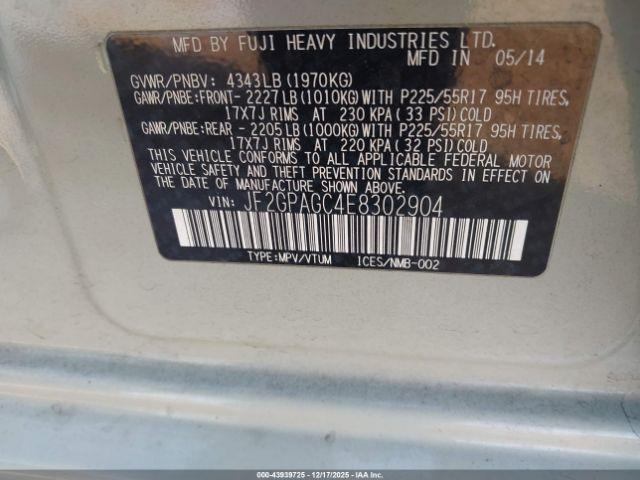 MFD BY FUJI HEAVY INDUSTRIES LTD.
MFD IN 05/14
GVWR/PNBV: 4343LB(1970KG)
GAWR/PNBE:FRONT- 2227LB(1010KG)WITH P225/55R17 95H TIRES,
17X7J RIMS AT 230 KPA(33 PSI)COLD
GAWR/PNBE:REAR - 2205LB(1000KG)WITH P225/55R17 95H TIRES,
17X7J RIMS AT 220 KPA(32 PSI)COLD
THIS VEHICLE CONFORMS TO ALL APPLICABLE FEDERAL MOTOR
VEHICLE SAFETY AND THEFT PREVENTION STANDARDS IN EFFECT ON
THE DATE OF MANUFACTURE SHOWN ABOVE.
VIN: JF2GPAGC4E8302904
TYPE:MPV/VTUM ICES/NMB-002
000-43939725 - 12/17/2025 - IAA Inc. Copyright